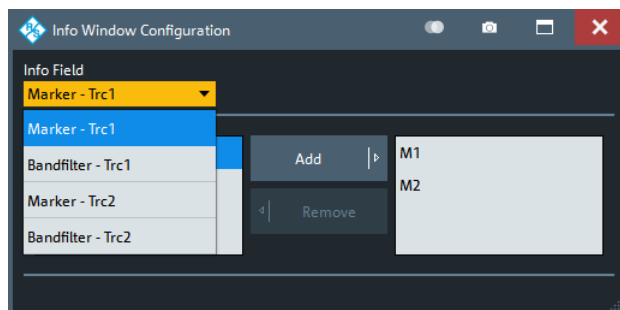 R&S Info Window Configuration
Info Field
Marker - Trc1
Marker - Trc1
Bandfilter - Trc1
Marker - Trc2
Bandfilter - Trc2
Add
Remove
M1
M2